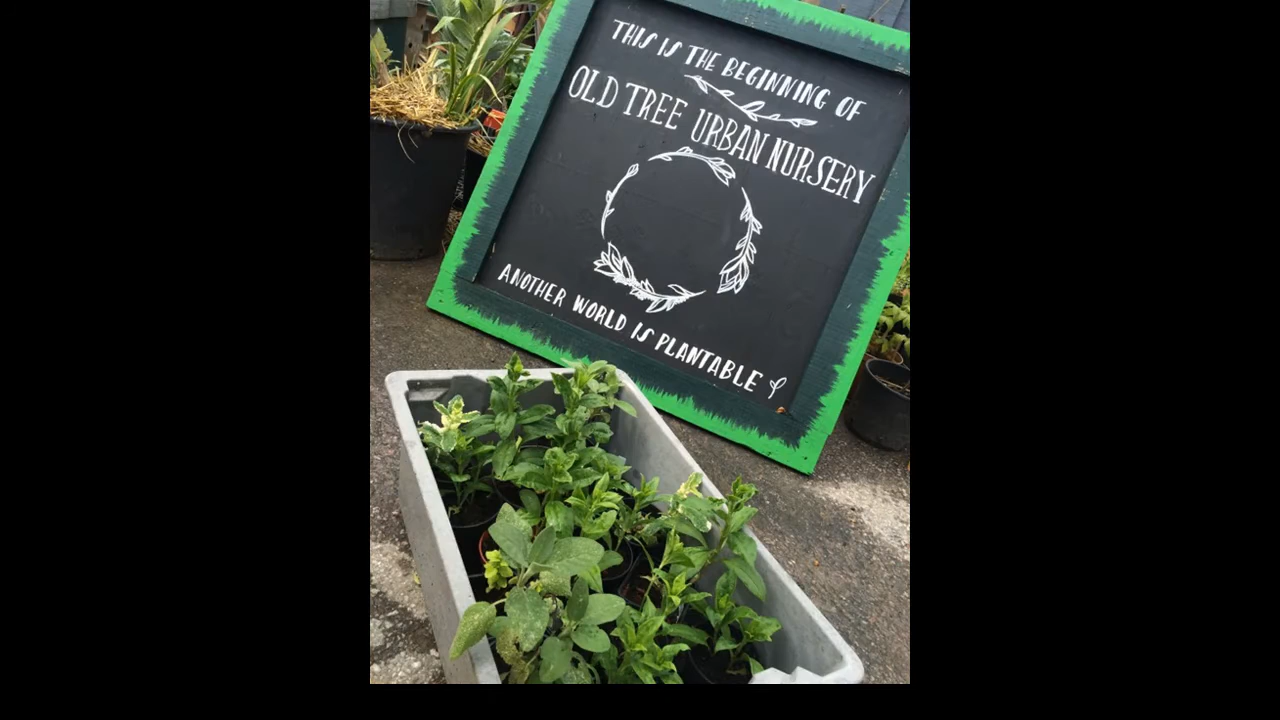 THIS IS THE BEGINNING OF
OLD TREE URBAN NURSERY
ANOTHER WORLD IS PLANTABLE